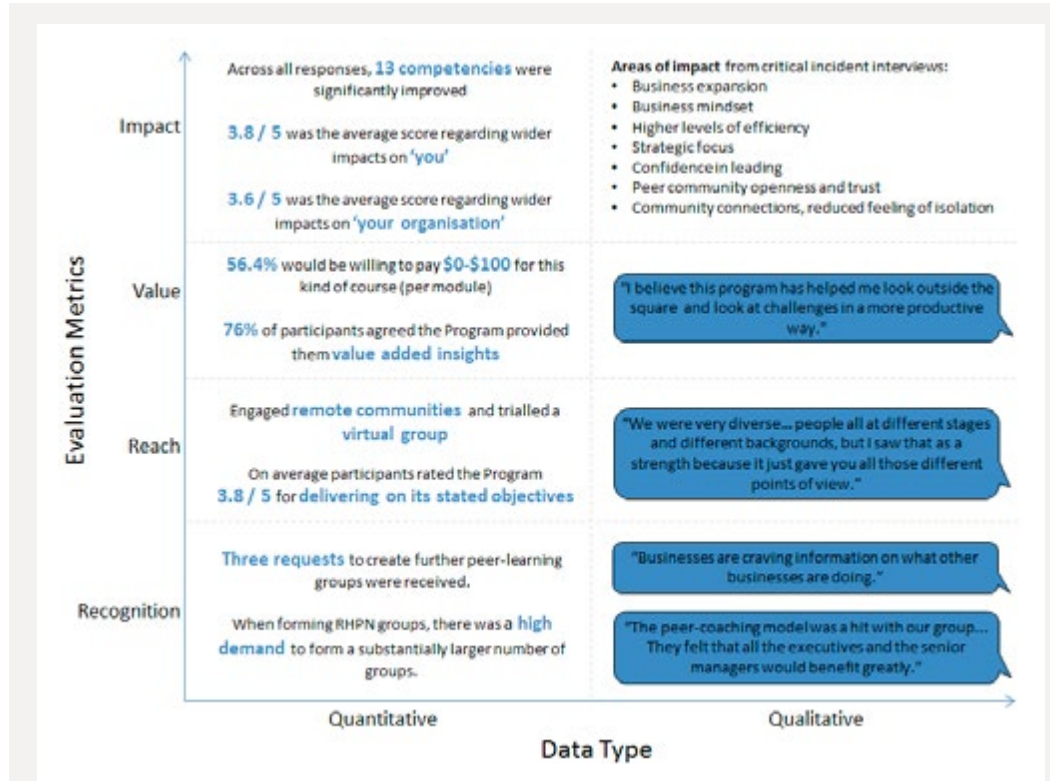 Across all responses, 13 competencies were
significantly improved
3.8 / 5 was the average score regarding wider
impacts on ‘you’
3.6 / 5 was the average score regarding wider
impacts on ‘your organisation’
Areas of impact from critical incident interviews:
• Business expansion
• Business mindset
• Higher levels of efficiency
• Strategic focus
• Confidence in leading
• Peer community openness and trust
• Community connections, reduced feeling of isolation
Impact
56.4% would be willing to pay $0-$100 for this
kind of course (per module)
76% of participants agreed the Program provided
them value added insights
"I believe this program has helped me look outside the
square and look at challenges in a more productive
way."
Value
Engaged remote communities and trialled a
virtual group
On average participants rated the Program
3.8 / 5 for delivering on its stated objectives
"We were very diverse... people all at different stages
and different backgrounds, but I saw that as a
strength because it just gave you all those different
points of view."
Reach
Three requests to create further peer-learning
groups were received.
When forming RHPN groups, there was a high
demand to form a substantially larger number of
groups.
"Businesses are craving information on what other
businesses are doing."
"The peer-coaching model was a hit with our group...
They felt that all the executives and the senior
managers would benefit greatly."
Recognition
Evaluation Metrics
Quantitative
Qualitative
Data Type